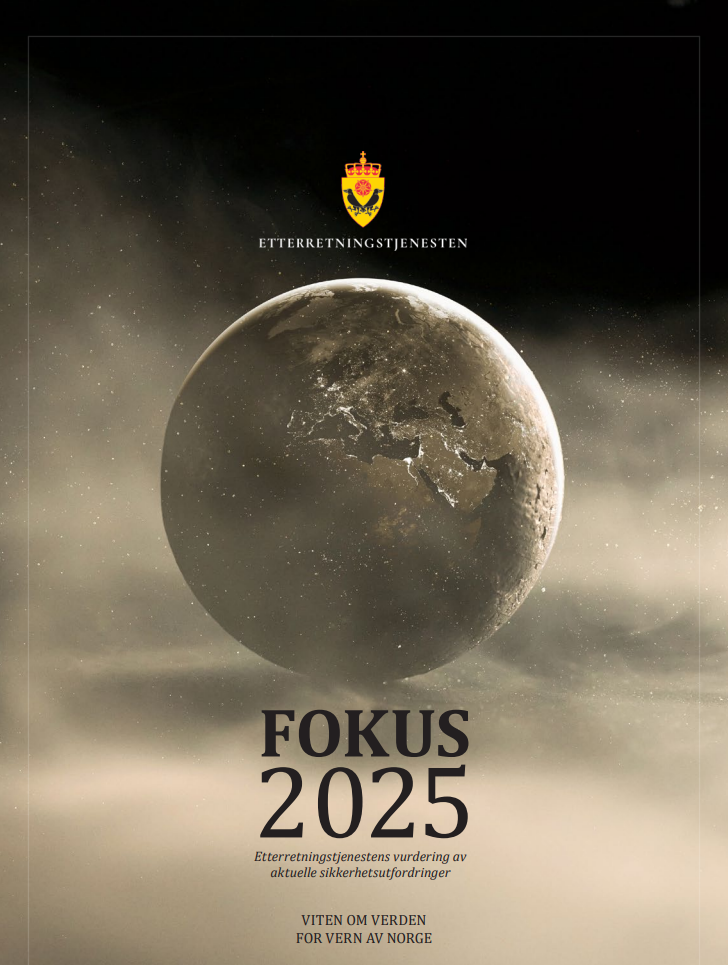 ETTERRETNINGSTJENESTEN
FOKUS
2025
Etterretningstjenestens vurdering av
aktuelle sikkerhetsutfordringer
VITEN OM VERDEN
FOR VERN AV NORGE